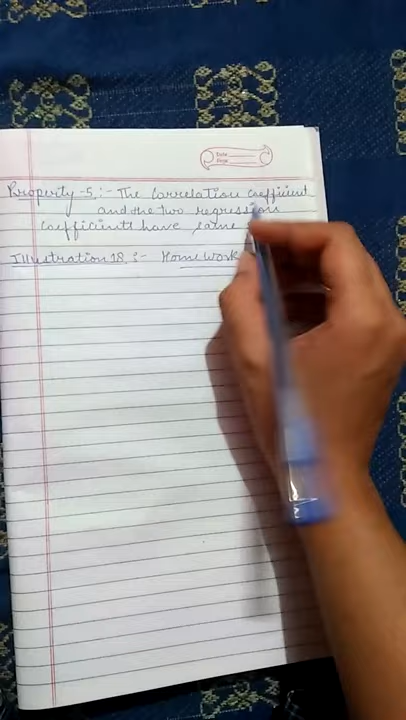 Date
Page
Property-5 :- The Correlation Coefficient
and the two regression
Coefficients have same
Illustration 18 :- Home Work